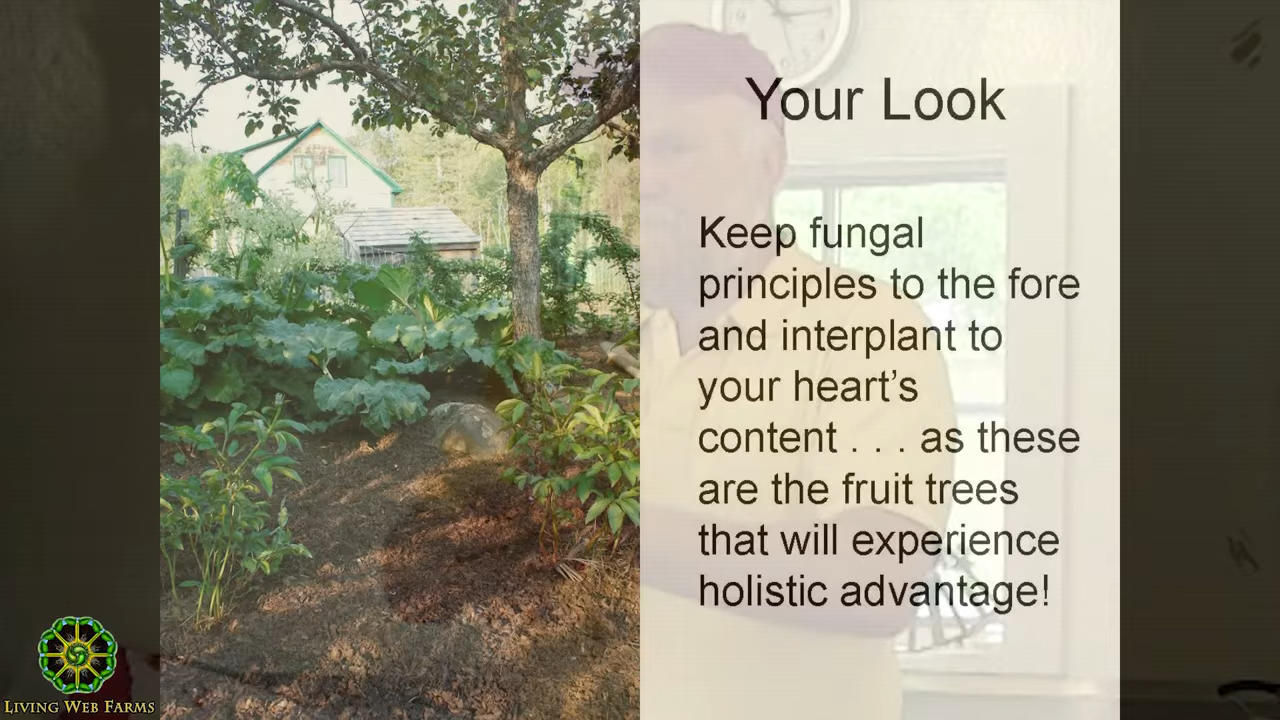 Your Look
Keep fungal
principles to the fore
and interplant to
your heart’s
content . . . as these
are the fruit trees
that will experience
holistic advantage!
LIVING WEB FARMS